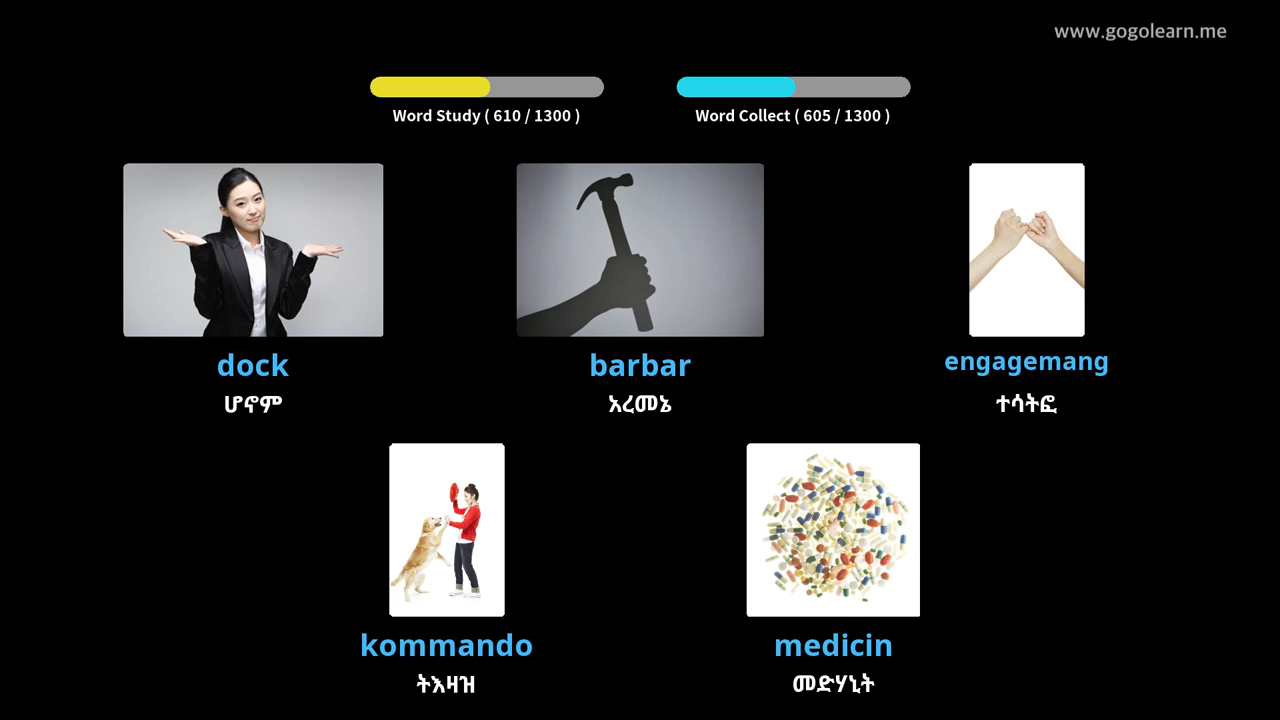 www.gogolearn.me
Word Study ( 610 / 1300 )
Word Collect ( 605 / 1300 )
dock
ሆኖም
barbar
አረመኔ
engagemang
ተሳትፎ
kommando
ትእዛዝ
medicin
መድሃኒት